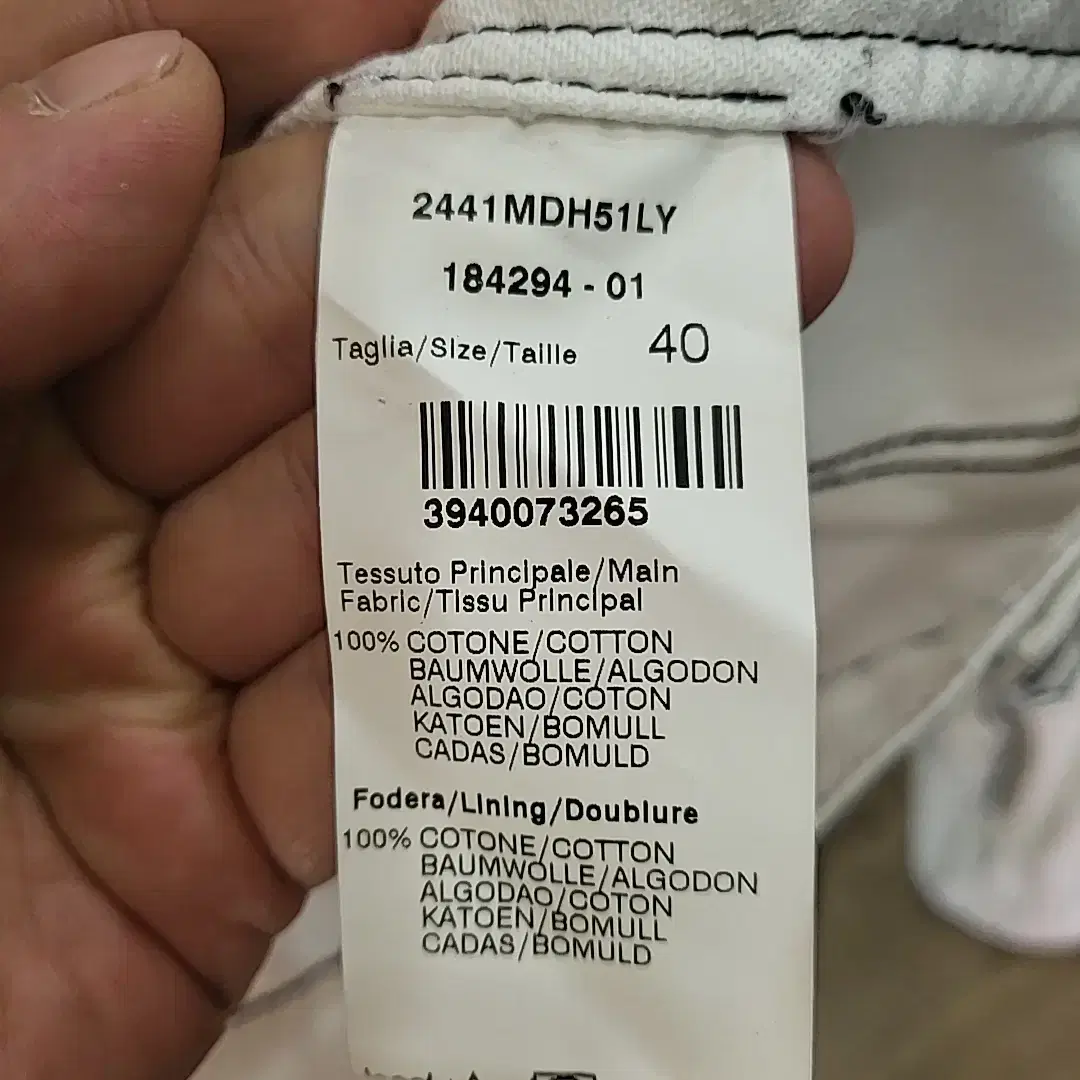 2441MDH51LY
184294 - 01
Taglia/Size/Taille 40
3940073265
Tessuto Principale/Main
Fabric/Tissu Principal
100% COTONE/COTTON
BAUMWOLLE/ALGODON
ALGODAO/COTON
KATOEN/BOMULL
CADAS/BOMULD
Fodera/Lining/Doublure
100% COTONE/COTTON
BAUMWOLLE/ALGODON
ALGODAO/COTON
KATOEN/BOMULL
CADAS/BOMULD